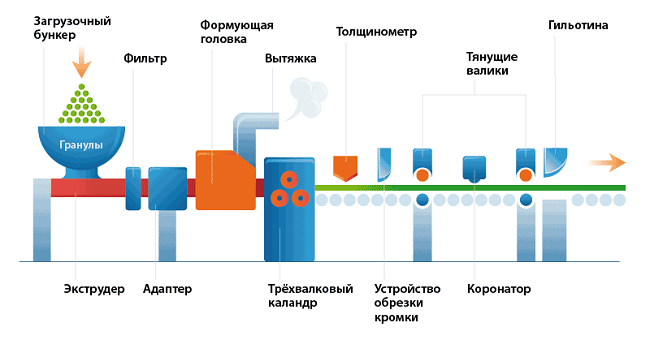 Загрузочный
бункер
Фильтр
Формующая
головка
Вытяжка
Толщинометр
Тянущие
валики
Гильотина
Гранулы
Экструдер
Адаптер
Трёхвалковый
каландр
Устройство
обрезки
кромки
Коронатор